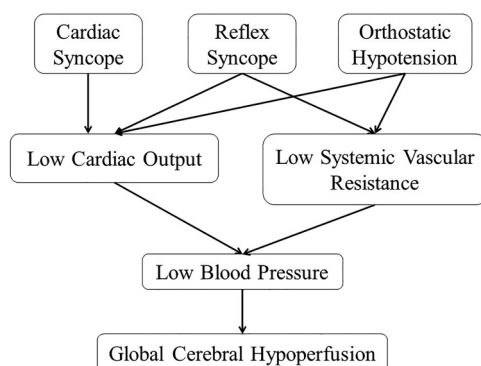 Cardiac
Syncope
Reflex
Syncope
Orthostatic
Hypotension
Low Cardiac Output
Low Systemic Vascular
Resistance
Low Blood Pressure
Global Cerebral Hypoperfusion